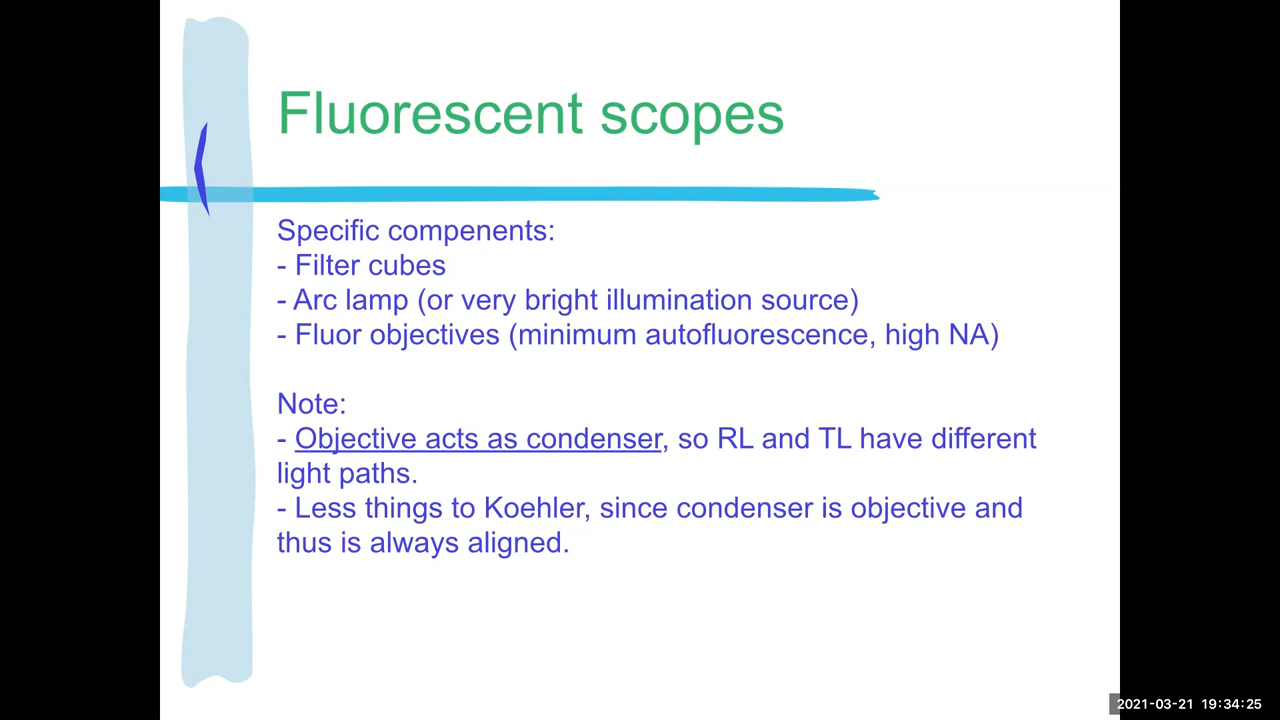 Fluorescent scopes
Specific compenents:
- Filter cubes
- Arc lamp (or very bright illumination source)
- Fluor objectives (minimum autofluorescence, high NA)
Note:
- Objective acts as condenser, so RL and TL have different
light paths.
- Less things to Koehler, since condenser is objective and
thus is always aligned.
2021-03-21 19:34:25